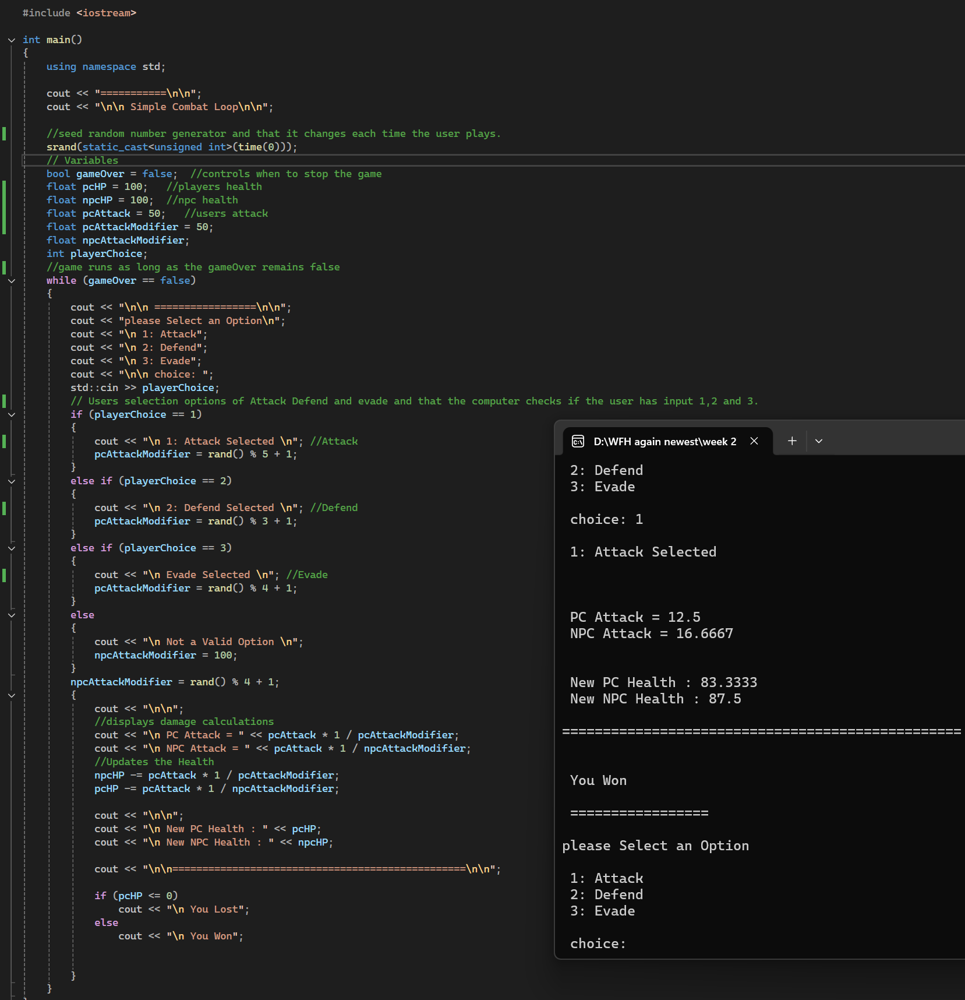 #include <iostream>
int main()
{
using namespace std;
cout << "===========\n\n";
cout << "\n\n Simple Combat Loop\n\n";
//seed random number generator and that it changes each time the user plays.
srand(static_cast<unsigned int>(time(0)));
// Variables
bool gameOver = false;  //controls when to stop the game
float pcHP = 100;   //players health
float npcHP = 100;  //npc health
float pcAttack = 50;   //users attack
float pcAttackModifier = 50;
float npcAttackModifier;
int playerChoice;
//game runs as long as the gameOver remains false
while (gameOver == false)
{
cout << "\n\n =================\n\n";
cout << "please Select an Option\n";
cout << "\n 1: Attack";
cout << "\n 2: Defend";
cout << "\n 3: Evade";
cout << "\n\n choice: ";
std::cin >> playerChoice;
// Users selection options of Attack Defend and evade and that the computer checks if the user has input 1,2 and 3.
if (playerChoice == 1)
{
cout << "\n 1: Attack Selected \n"; //Attack
pcAttackModifier = rand() % 5 + 1;
}
else if (playerChoice == 2)
{
cout << "\n 2: Defend Selected \n"; //Defend
pcAttackModifier = rand() % 3 + 1;
}
else if (playerChoice == 3)
{
cout << "\n Evade Selected \n"; //Evade
pcAttackModifier = rand() % 4 + 1;
}
else
{
cout << "\n Not a Valid Option \n";
npcAttackModifier = 100;
}
npcAttackModifier = rand() % 4 + 1;
{
cout << "\n\n";
//displays damage calculations
cout << "\n PC Attack = " << pcAttack * 1 / pcAttackModifier;
cout << "\n NPC Attack = " << pcAttack * 1 / npcAttackModifier;
//Updates the Health
npcHP -= pcAttack * 1 / pcAttackModifier;
pcHP -= pcAttack * 1 / npcAttackModifier;
cout << "\n\n";
cout << "\n New PC Health : " << pcHP;
cout << "\n New NPC Health : " << npcHP;
cout << "\n\n=================================================\n\n";
if (pcHP <= 0)
cout << "\n You Lost";
else
cout << "\n You Won";
}
}
D:\WFH again newest\week 2
2: Defend
3: Evade
choice: 1
1: Attack Selected
PC Attack = 12.5
NPC Attack = 16.6667
New PC Health : 83.3333
New NPC Health : 87.5
=================================================
You Won
=================
please Select an Option
1: Attack
2: Defend
3: Evade
choice: